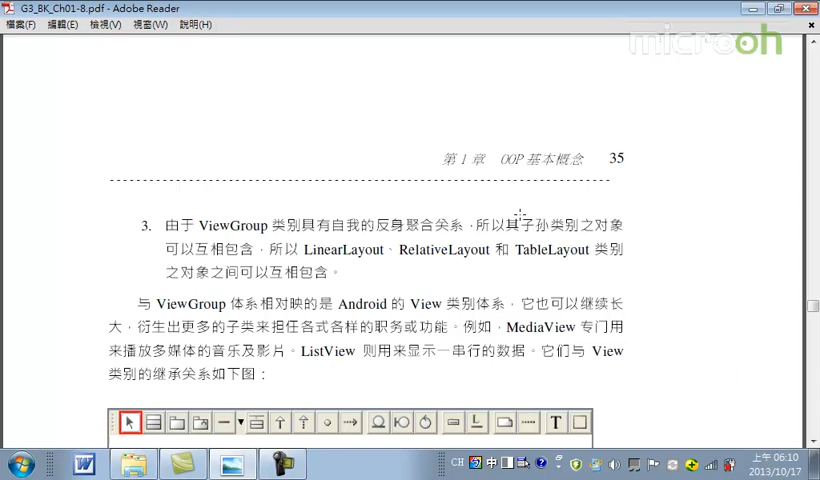 G3_BK_Ch01-8.pdf - Adobe Reader
檔案(F) 編輯(E) 檢視(V) 視窗(W) 說明(H)
microoh
第 1 章 OOP 基本概念 35
3. 由于 ViewGroup 类别具有自我的反身聚合关系，所以其子孙类别之对象
可以互相包含，所以 LinearLayout、RelativeLayout 和 TableLayout 类别
之对象之间可以互相包含。
与 ViewGroup 体系相对映的是 Android 的 View 类别体系，它也可以继续长
大，衍生出更多的子类来担任各式各样的职务或功能。例如，MediaView 专门用
来播放多媒体的音乐及影片。ListView 则用来显示一串行的数据。它们与 View
类别的继承关系如下图：
T
CH 中
上午 06:10
2013/10/17